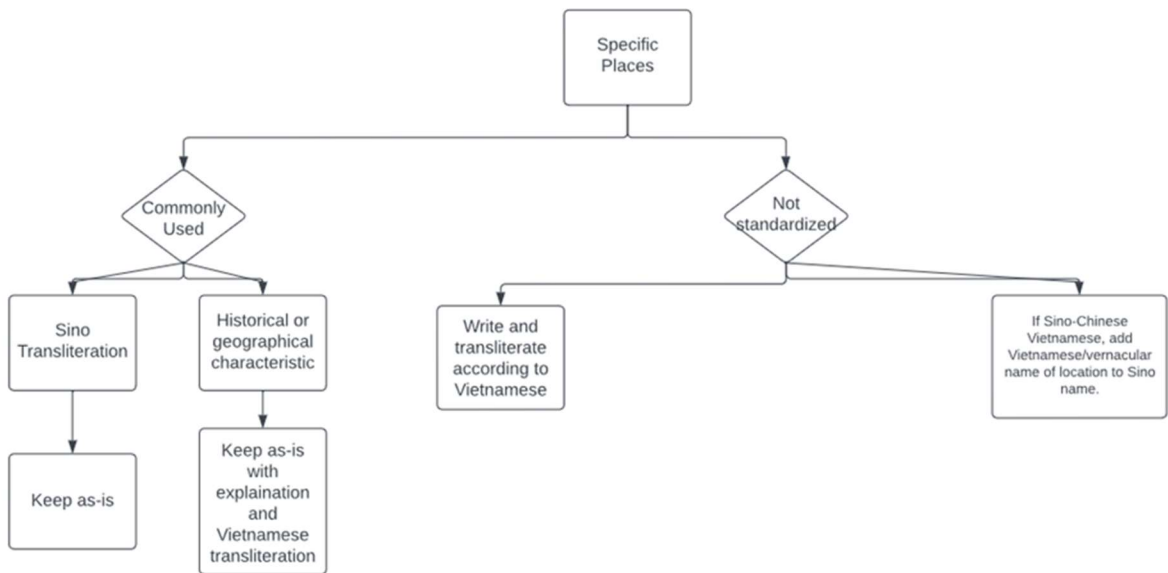 Specific
Places
Commonly
Used
Not
standardized
Sino
Transliteration
Historical or
geographical
characteristic
Write and
transliterate
according to
Vietnamese
If Sino-Chinese
Vietnamese, add
Vietnamese/vernacular
name of location to Sino
name.
Keep as-is
Keep as-is
with
explaination
and
Vietnamese
transliteration